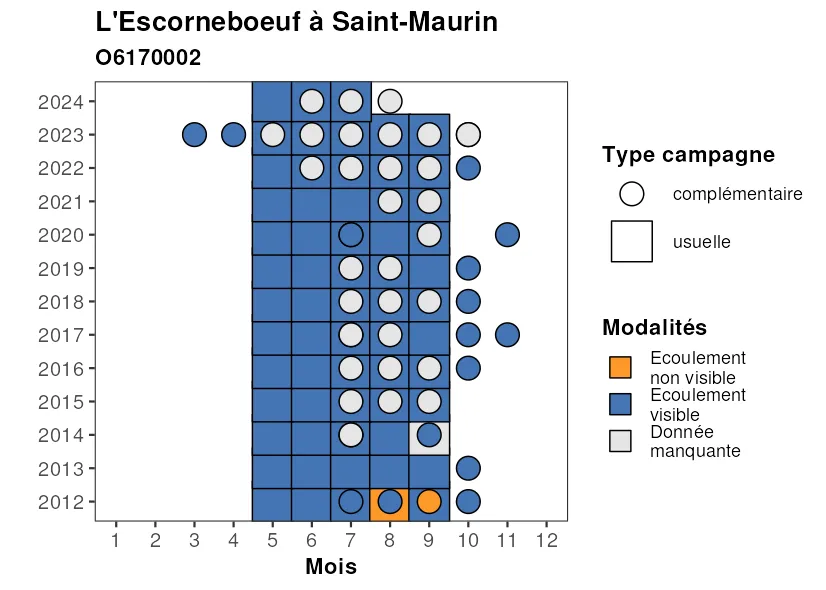 L'Escorneboeuf à Saint-Maurin
O6170002
2024
2023
2022
2021
2020
2019
2018
2017
2016
2015
2014
2013
2012
1 2 3 4 5 6 7 8 9 10 11 12
Mois
Type campagne
complémentaire
usuelle
Modalités
Ecoulement
non visible
Ecoulement
visible
Donnée
manquante